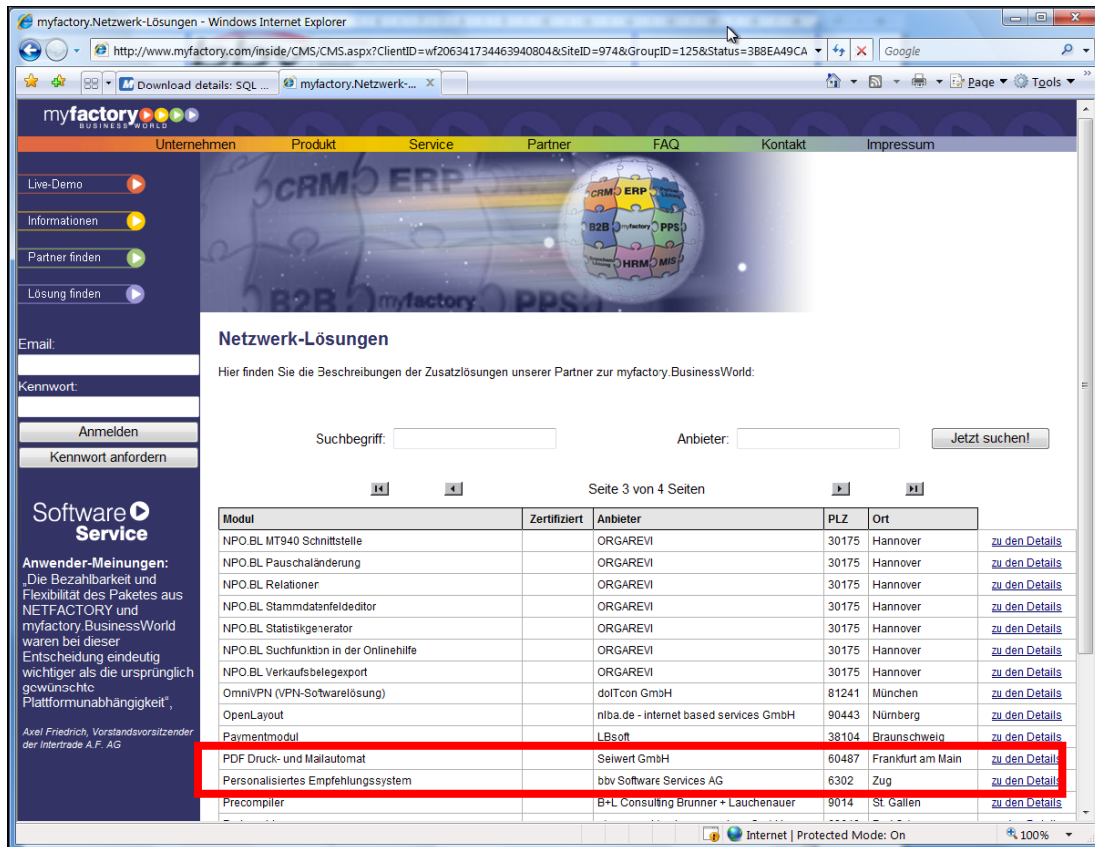 myfactory.Netzwerk-Lösungen - Windows Internet Explorer
http://www.myfactory.com/inside/CMS/CMS.aspx?ClientID=wf206341734463940804&SiteID=974&GroupID=125&Status=3B8EA49CA
Google
Download details: SQL ...
myfactory.Netzwerk-...
Page
Tools
myfactory
BUSINESS WORLD
Unternehmen Produkt Service Partner FAQ Kontakt Impressum
Live-Demo
Informationen
Partner finden
Lösung finden
CRM ERP
B2B myfactory PPS
CRM ERP
B2B myfactory PPS
HRM MIS
Email:
Kennwort:
Anmelden
Kennwort anfordern
Software
Service
Anwender-Meinungen:
„Die Bezahlbarkeit und
Flexibilität des Paketes aus
NETFACTORY und
myfactory.BusinessWorld
waren bei dieser
Entscheidung eindeutig
wichtiger als die ursprünglich
gewünschte
Plattformunabhängigkeit“,
Axel Friedrich, Vorstandsvorsitzender
der Intertrade A.F. AG
Netzwerk-Lösungen
Hier finden Sie die Beschreibungen der Zusatzlösungen unserer Partner zur myfactory.BusinessWorld:
Suchbegriff: Anbieter: Jetzt suchen!
Seite 3 von 4 Seiten
Modul Zertifiziert Anbieter PLZ Ort
NPO.BL MT940 Schnittstelle ORGAREVI 30175 Hannover zu den Details
NPO.BL Pauschaländerung ORGAREVI 30175 Hannover zu den Details
NPO.BL Relationen ORGAREVI 30175 Hannover zu den Details
NPO.BL Stammdatenfeldeditor ORGAREVI 30175 Hannover zu den Details
NPO.BL Statistikgenerator ORGAREVI 30175 Hannover zu den Details
NPO.BL Suchfunktion in der Onlinehilfe ORGAREVI 30175 Hannover zu den Details
NPO.BL Verkaufsbelegexport ORGAREVI 30175 Hannover zu den Details
OmniVPN (VPN-Softwarelösung) doITcon GmbH 81241 München zu den Details
OpenLayout nlba.de - internet based services GmbH 90443 Nürnberg zu den Details
Paymentmodul LBsoft 38104 Braunschweig zu den Details
PDF Druck- und Mailautomat Seiwert GmbH 60487 Frankfurt am Main zu den Details
Personalisiertes Empfehlungssystem bbv Software Services AG 6302 Zug zu den Details
Precompiler B+L Consulting Brunner + Lauchenauer 9014 St. Gallen zu den Details
Internet | Protected Mode: On 100%